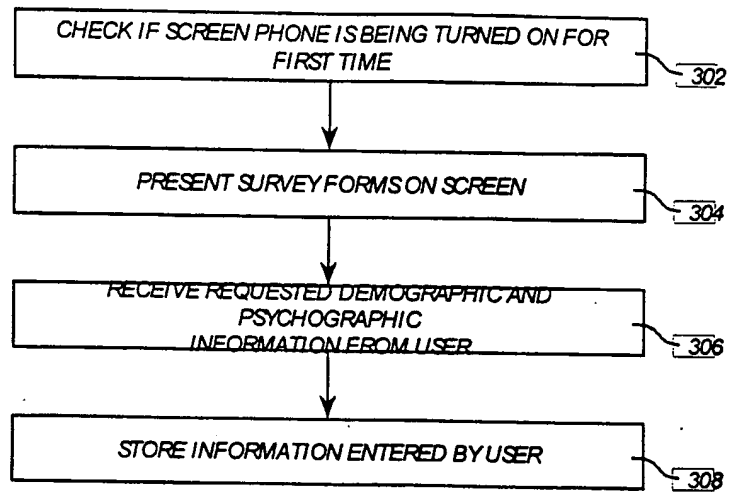 CHECK IF SCREEN PHONE IS BEING TURNED ON FOR
FIRST TIME
302
PRESENT SURVEY FORMS ON SCREEN
304
RECEIVE REQUESTED DEMOGRAPHIC AND
PSYCHOGRAPHIC
INFORMATION FROM USER
306
STORE INFORMATION ENTERED BY USER
308